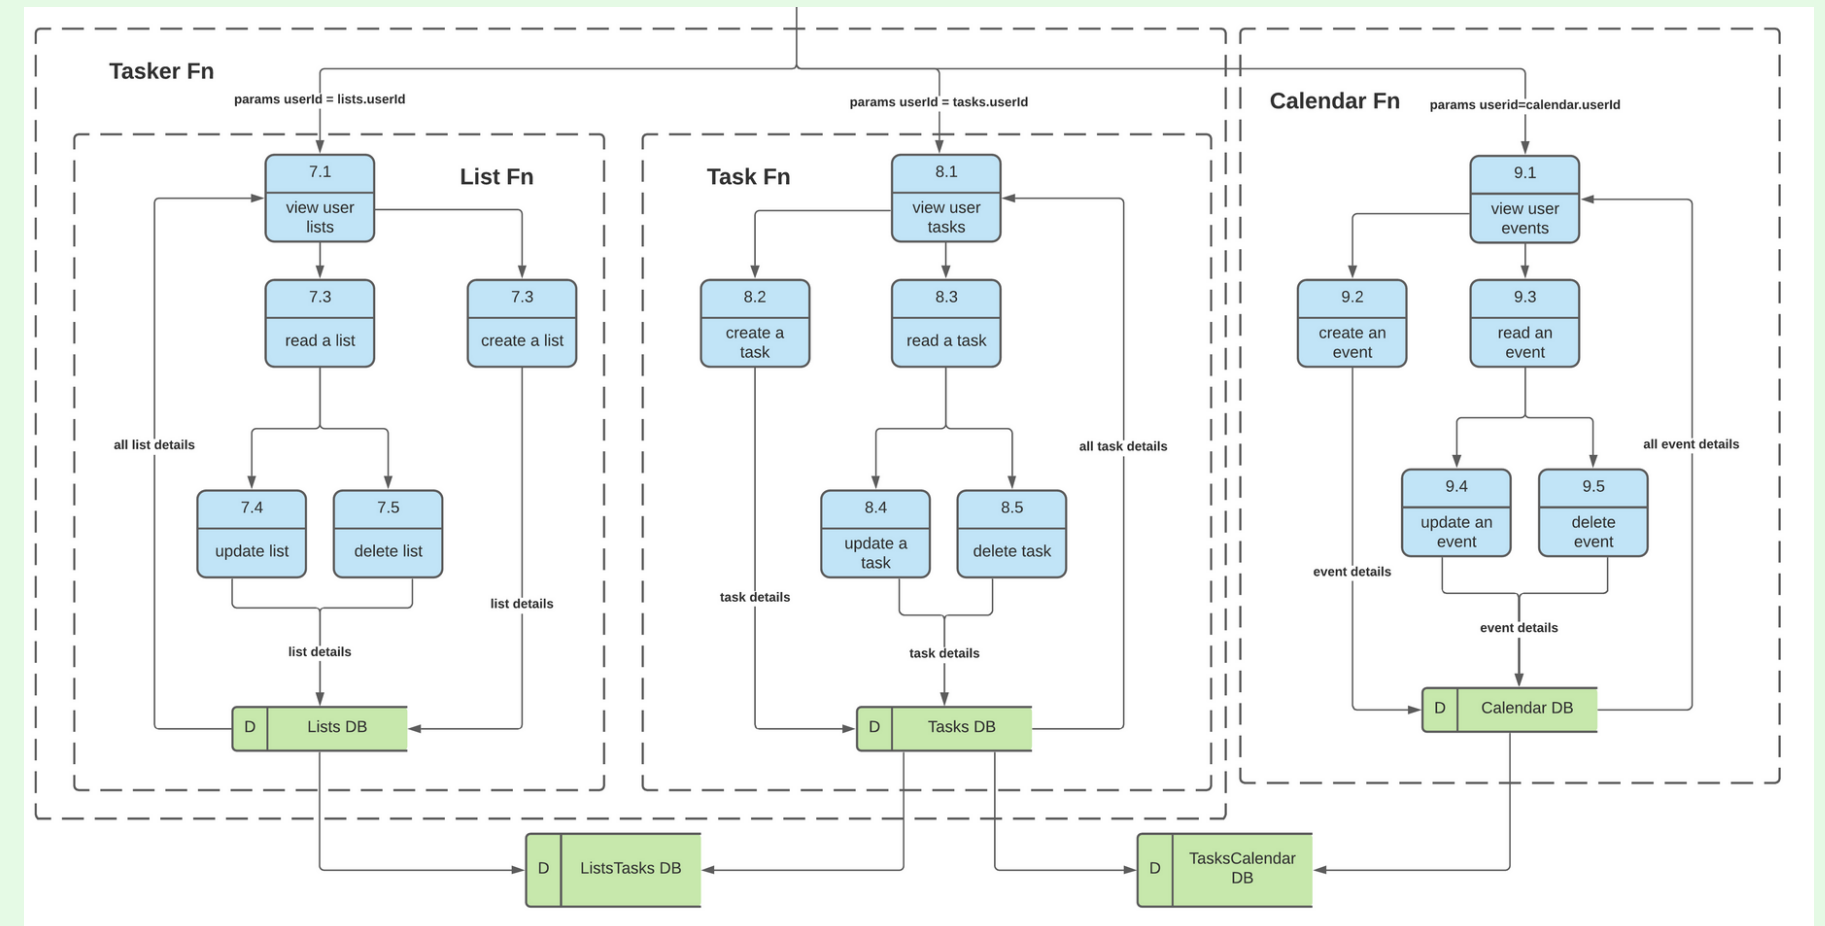 Tasker Fn
params userId = lists.userId
params userId = tasks.userId
Calendar Fn
params userid=calendar.userId
List Fn
7.1
view user
lists
7.3
read a list
7.3
create a list
all list details
7.4
update list
7.5
delete list
list details
list details
D
Lists DB
Task Fn
8.1
view user
tasks
8.2
create a
task
8.3
read a task
all task details
8.4
update a
task
8.5
delete task
task details
task details
D
Tasks DB
9.1
view user
events
9.2
create an
event
9.3
read an
event
all event details
9.4
update an
event
9.5
delete
event
event details
event details
D
Calendar DB
D
ListsTasks DB
D
TasksCalendar
DB